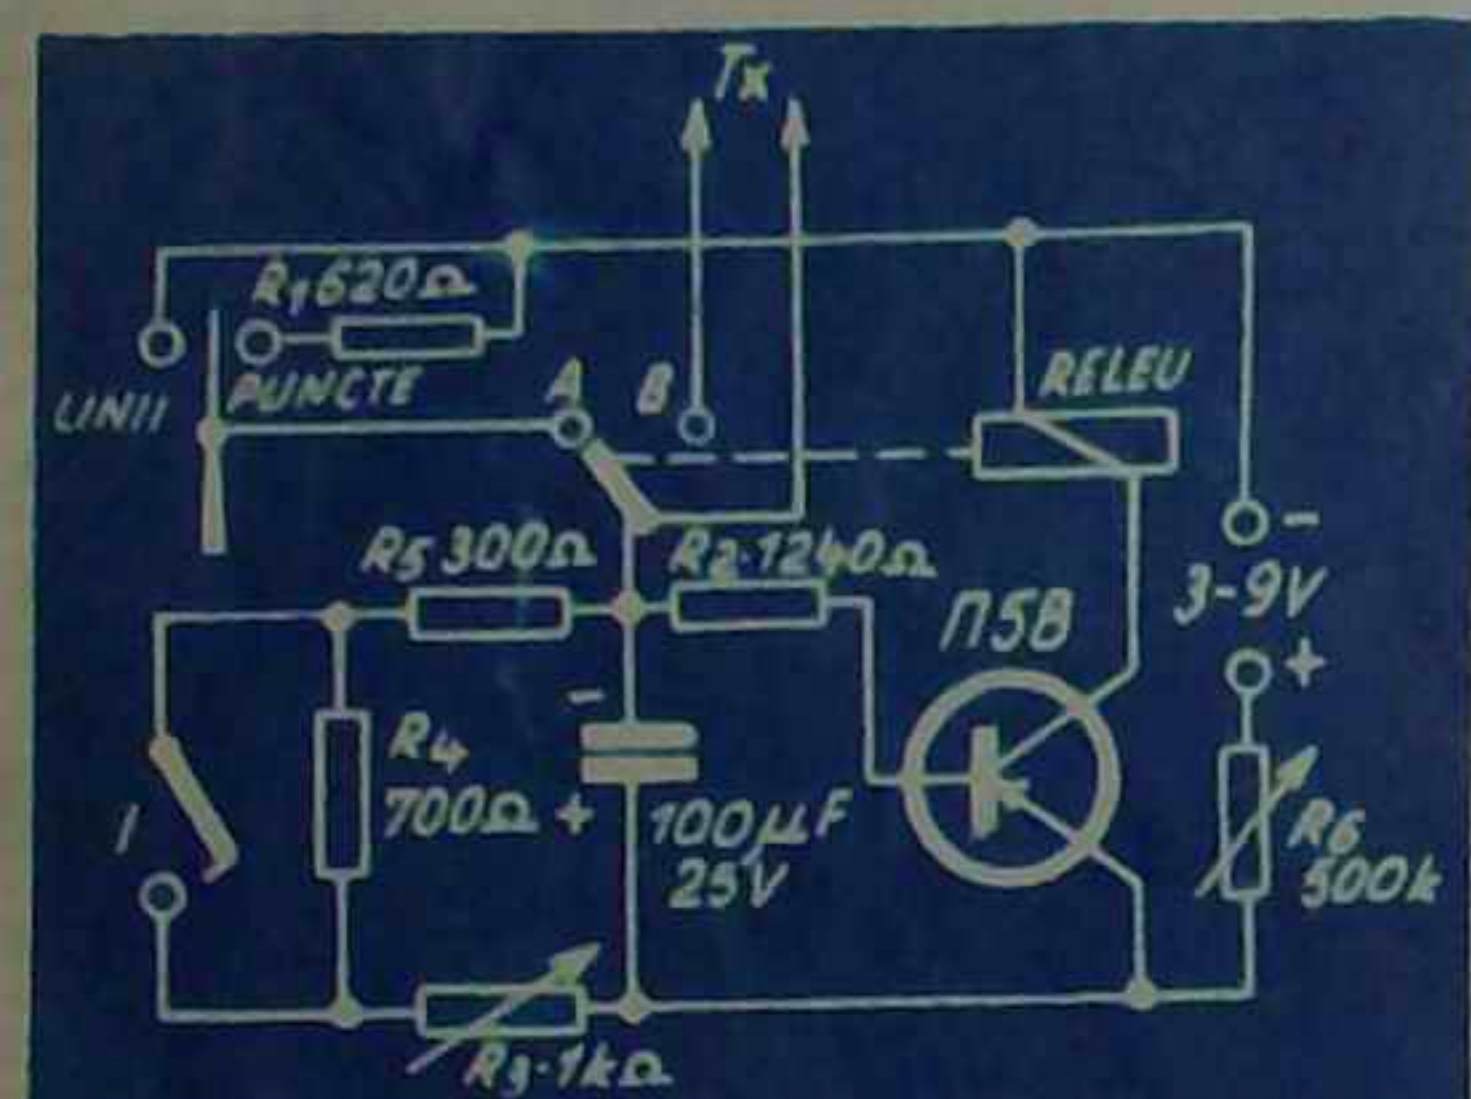 Tx
R1 620Ω
LINII
PUNCTE
A
B
RELEU
R5 300Ω
R2·1240Ω
-
3-9V
+
П5В
-
R4
700Ω
+
100µF
25V
I
R6
500k
R3·1kΩ